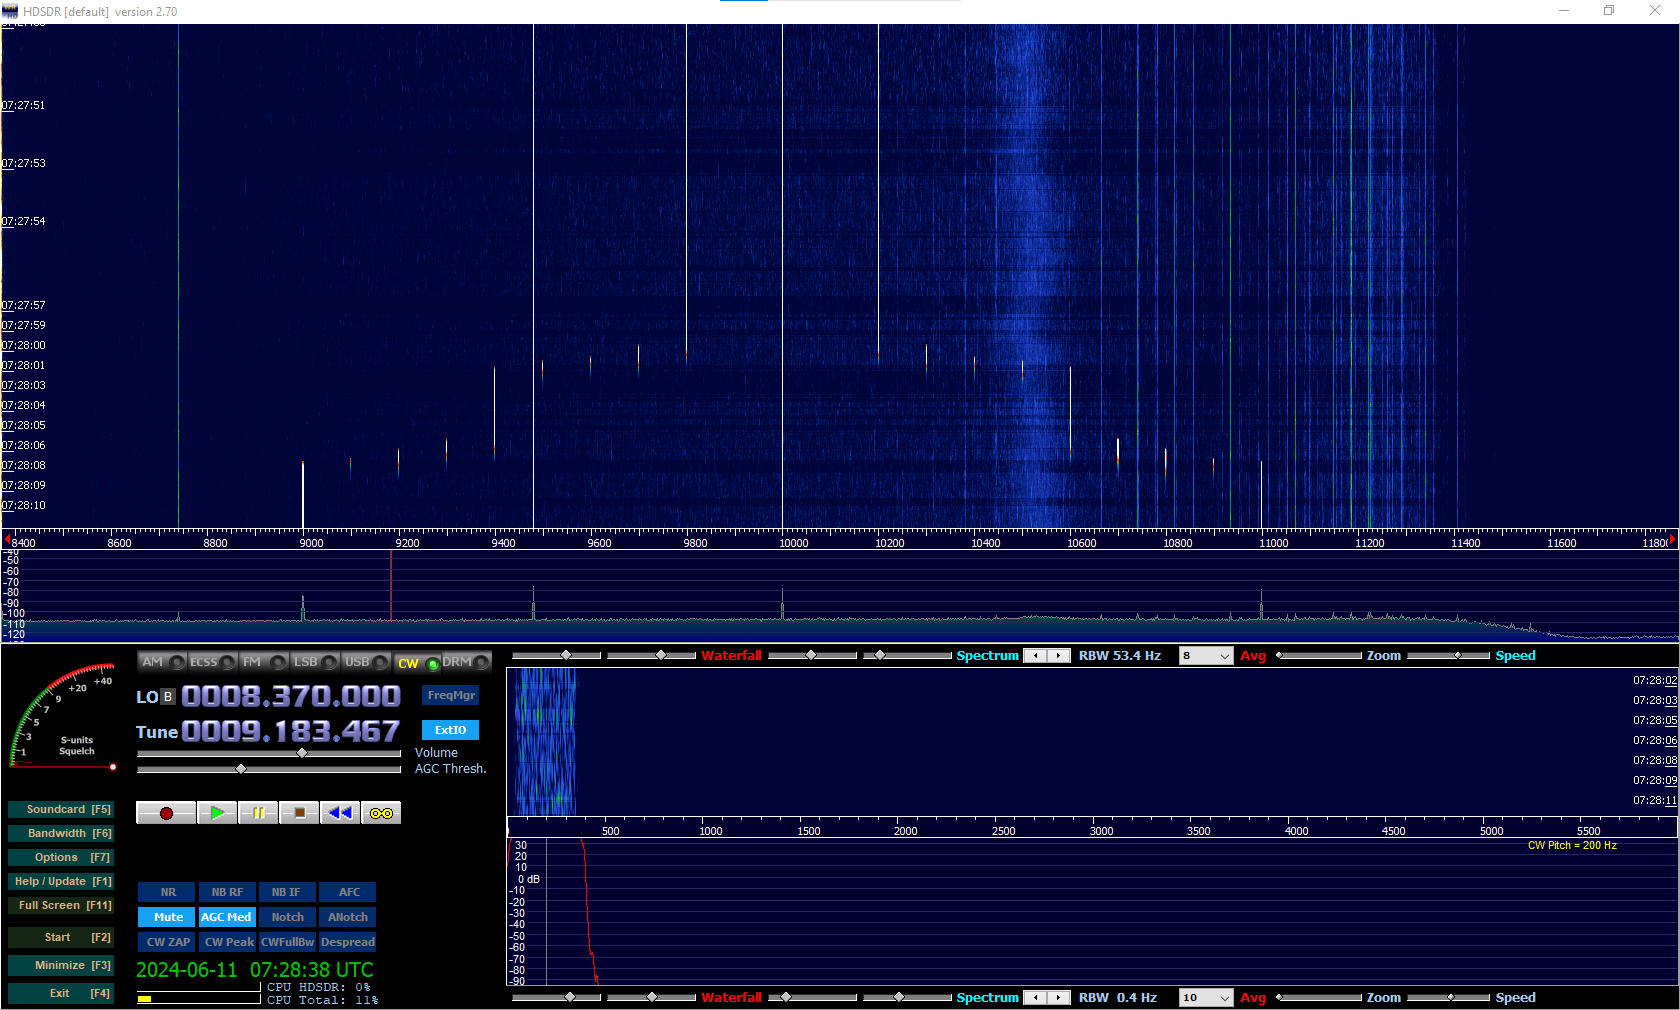 HDSDR [default] version 2.70
07:27:51
07:27:53
07:27:54
07:27:57
07:27:59
07:28:00
07:28:01
07:28:03
07:28:04
07:28:05
07:28:06
07:28:08
07:28:09
07:28:10
8400 8600 8800 9000 9200 9400 9600 9800 10000 10200 10400 10600 10800 11000 11200 11400 11600
-40
-50
-60
-70
-80
-90
-100
-110
-120
Waterfall Spectrum RBW 53.4 Hz 8 Avg Zoom Speed
AM ECSS FM LSB USB CW DRM
LO B 0008.370.000 FreqMgr
Tune 0009.183.467 ExtIO
Volume
AGC Thresh.
1 3 5 7 9 +20 +40
S-units
Squelch
Soundcard [F5]
Bandwidth [F6]
Options [F7]
Help / Update [F1]
Full Screen [F11]
Start [F2]
Minimize [F3]
Exit [F4]
NR NB RF NB IF AFC
Mute AGC Med Notch ANotch
CW ZAP CW Peak CWFullBw Despread
2024-06-11 07:28:38 UTC
CPU HDSDR: 0%
CPU Total: 11%
07:28:02
07:28:03
07:28:05
07:28:06
07:28:08
07:28:09
07:28:11
500 1000 1500 2000 2500 3000 3500 4000 4500 5000 5500
CW Pitch = 200 Hz
30
20
10
0 dB
-10
-20
-30
-40
-50
-60
-70
-80
-90
Waterfall Spectrum RBW 0.4 Hz 10 Avg Zoom Speed